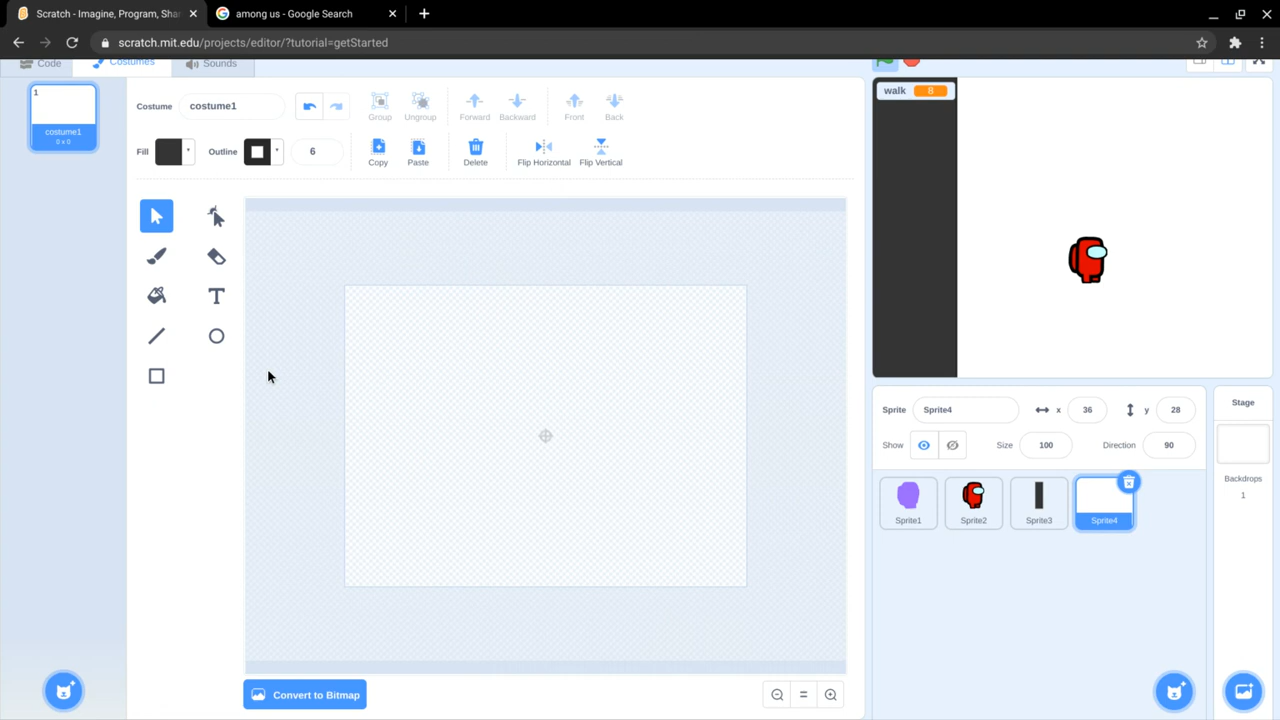 Scratch - Imagine, Program, Shar
among us - Google Search
scratch.mit.edu/projects/editor/?tutorial=getStarted
Code
Costumes
Sounds
1
costume1
0 x 0
Costume
costume1
Group
Ungroup
Forward
Backward
Front
Back
Fill
Outline
6
Copy
Paste
Delete
Flip Horizontal
Flip Vertical
T
Convert to Bitmap
walk 8
Sprite
Sprite4
x
36
y
28
Show
Size
100
Direction
90
Sprite1
Sprite2
Sprite3
Sprite4
Stage
Backdrops
1